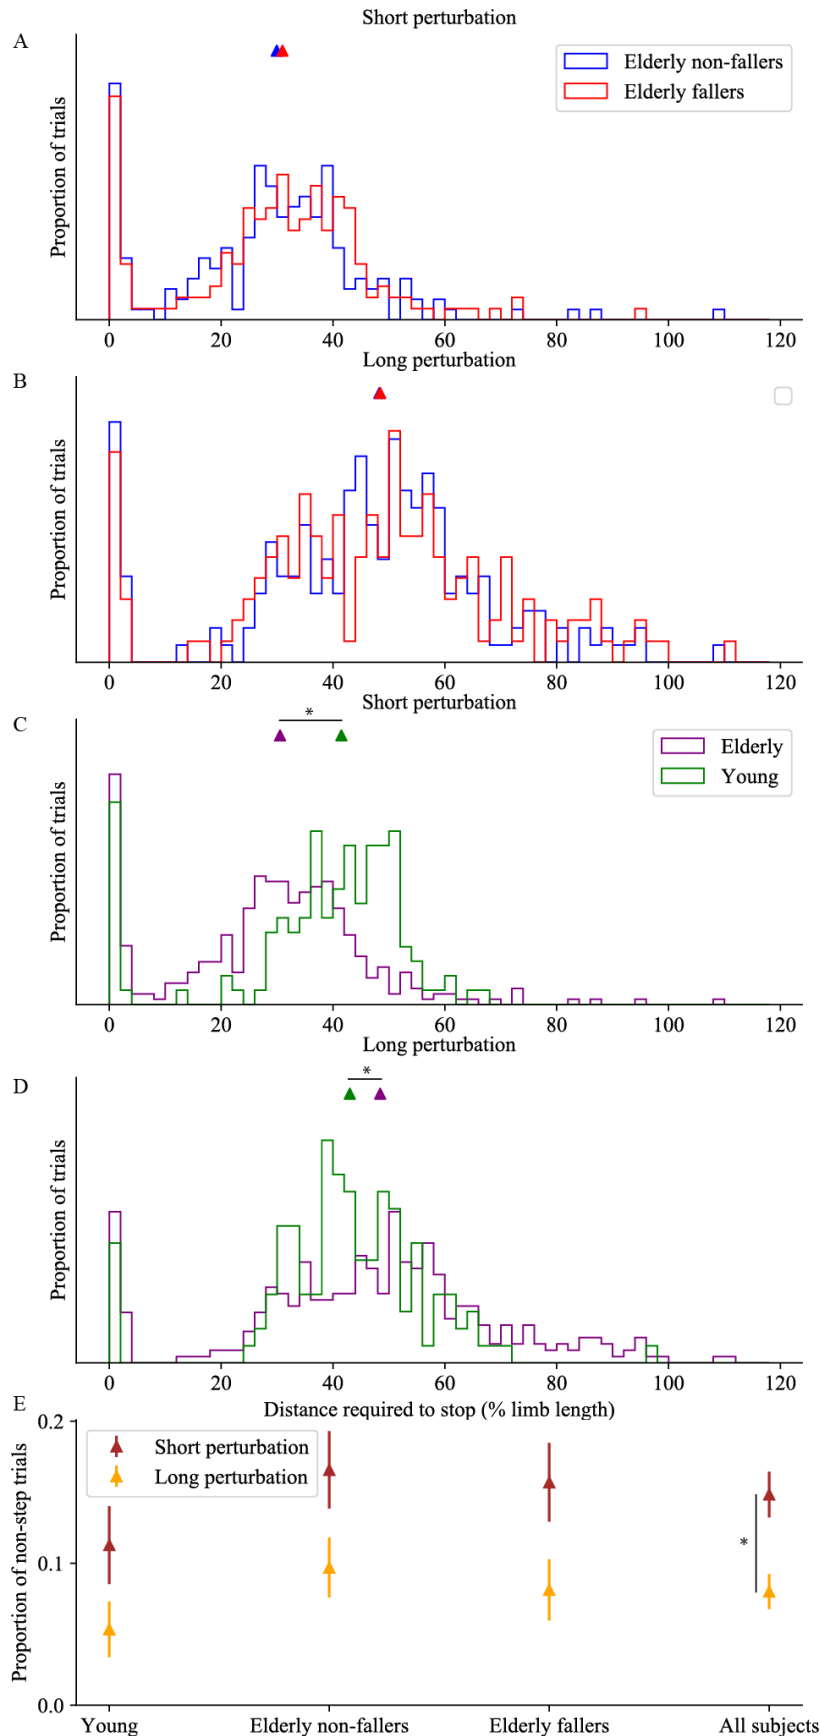 Short perturbation
A
Elderly non-fallers
Elderly fallers
Proportion of trials
0 20 40 60 80 100 120
Long perturbation
B
Proportion of trials
0 20 40 60 80 100 120
Short perturbation
C
*
Elderly
Young
Proportion of trials
0 20 40 60 80 100 120
Long perturbation
D
*
Proportion of trials
0 20 40 60 80 100 120
Distance required to stop (% limb length)
E
0.2
Short perturbation
Long perturbation
Proportion of non-step trials
*
0.1
0.0
Young Elderly non-fallers Elderly fallers All subjects